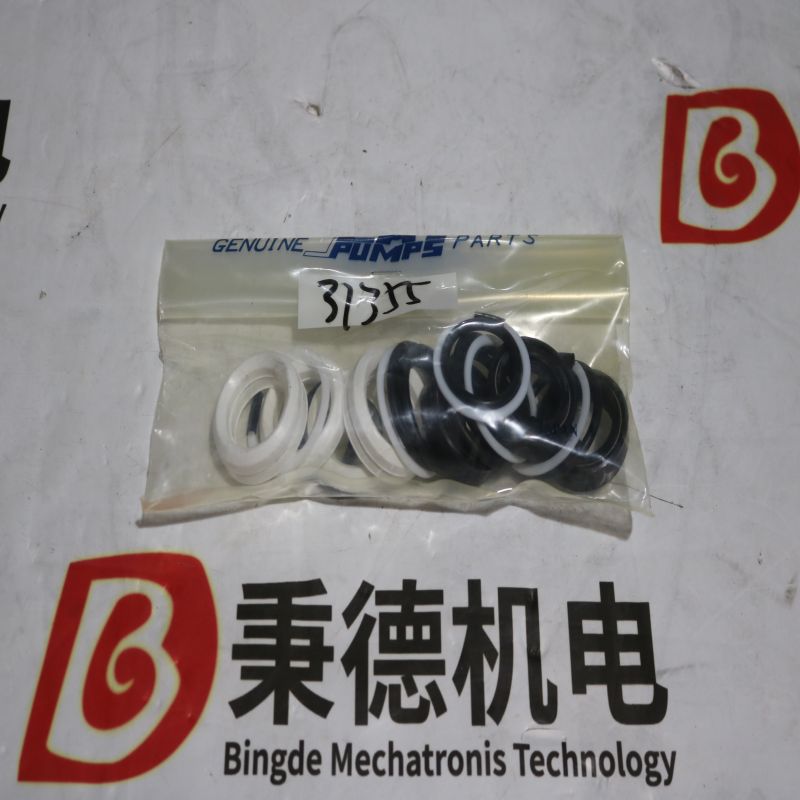 GENUINE PUMPS PARTS
31355
秉德机电
Bingde Mechatronis Technology